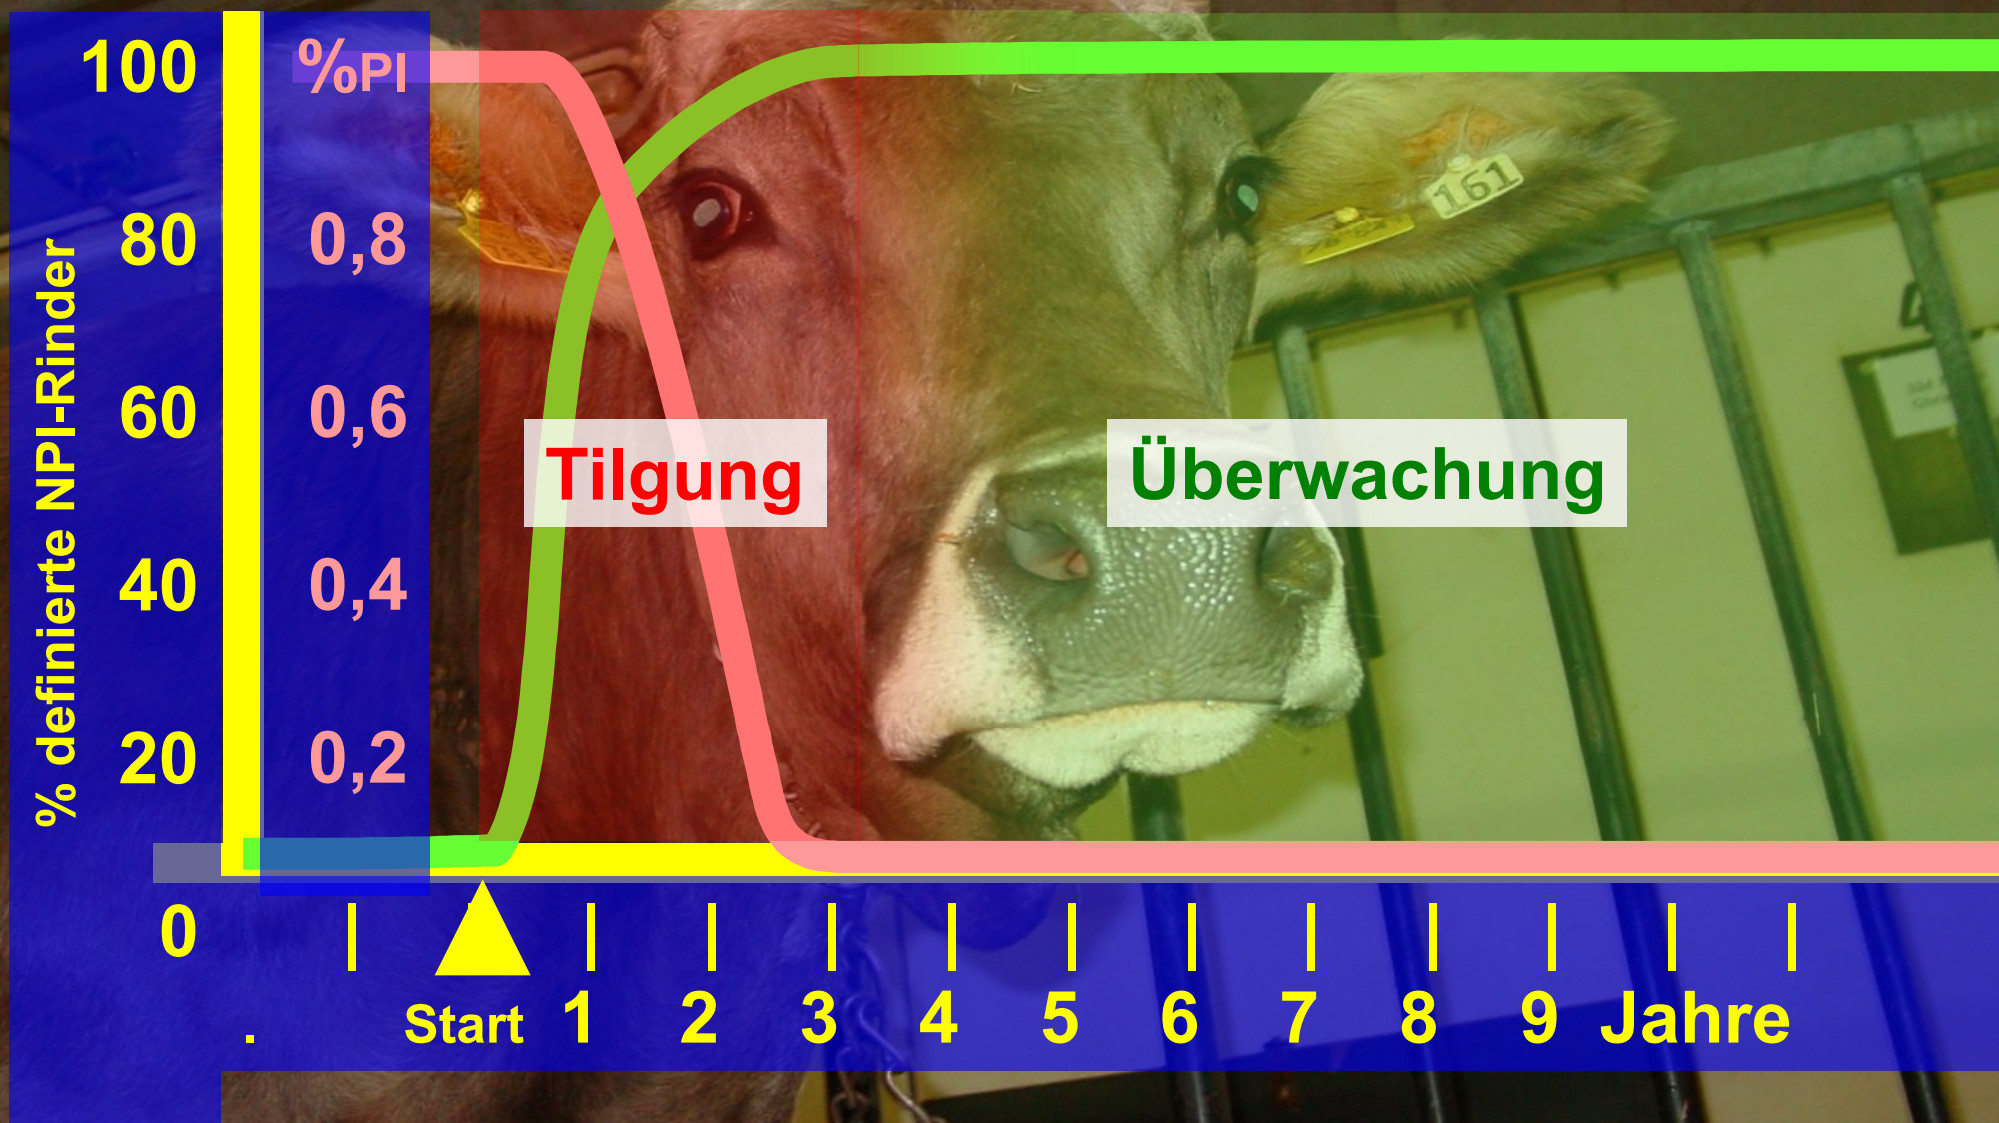 % definierte NPI-Rinder
100
80
60
40
20
0
%PI
0,8
0,6
0,4
0,2
Tilgung
Überwachung
161
. Start 1 2 3 4 5 6 7 8 9 Jahre